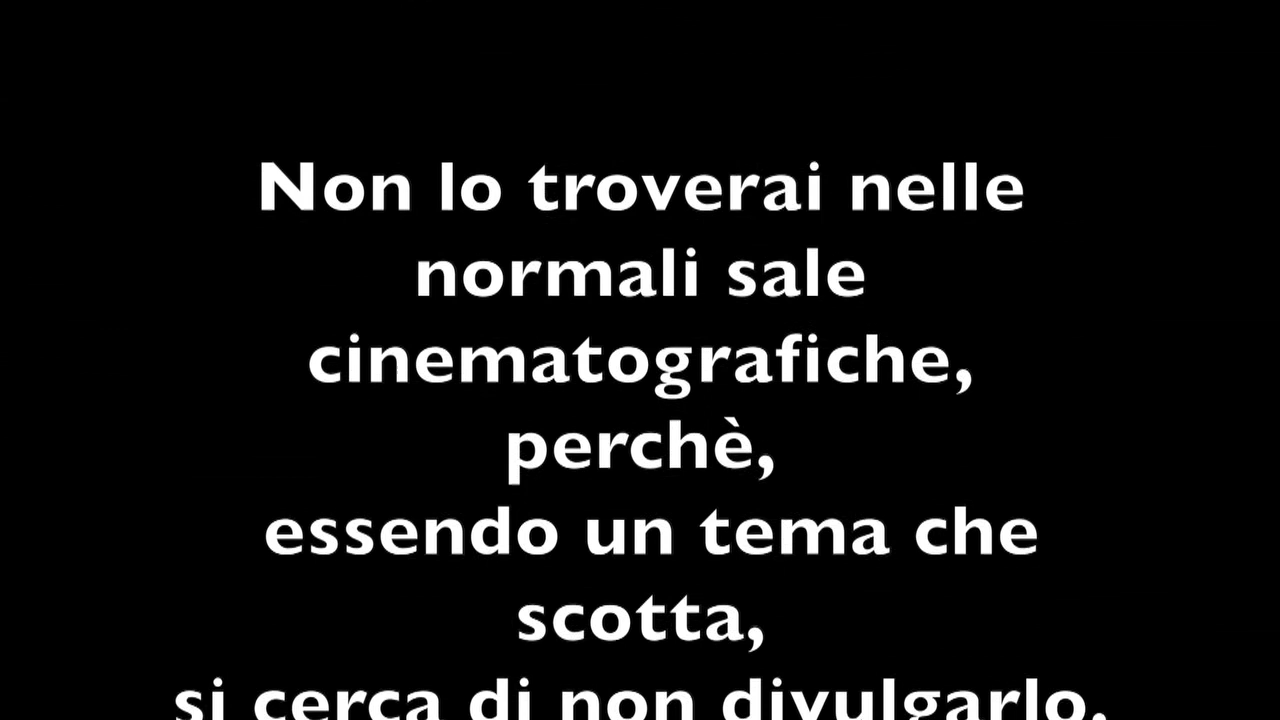 Non lo troverai nelle
normali sale
cinematografiche,
perchè,
essendo un tema che
scotta,
si cerca di non divulgarlo.